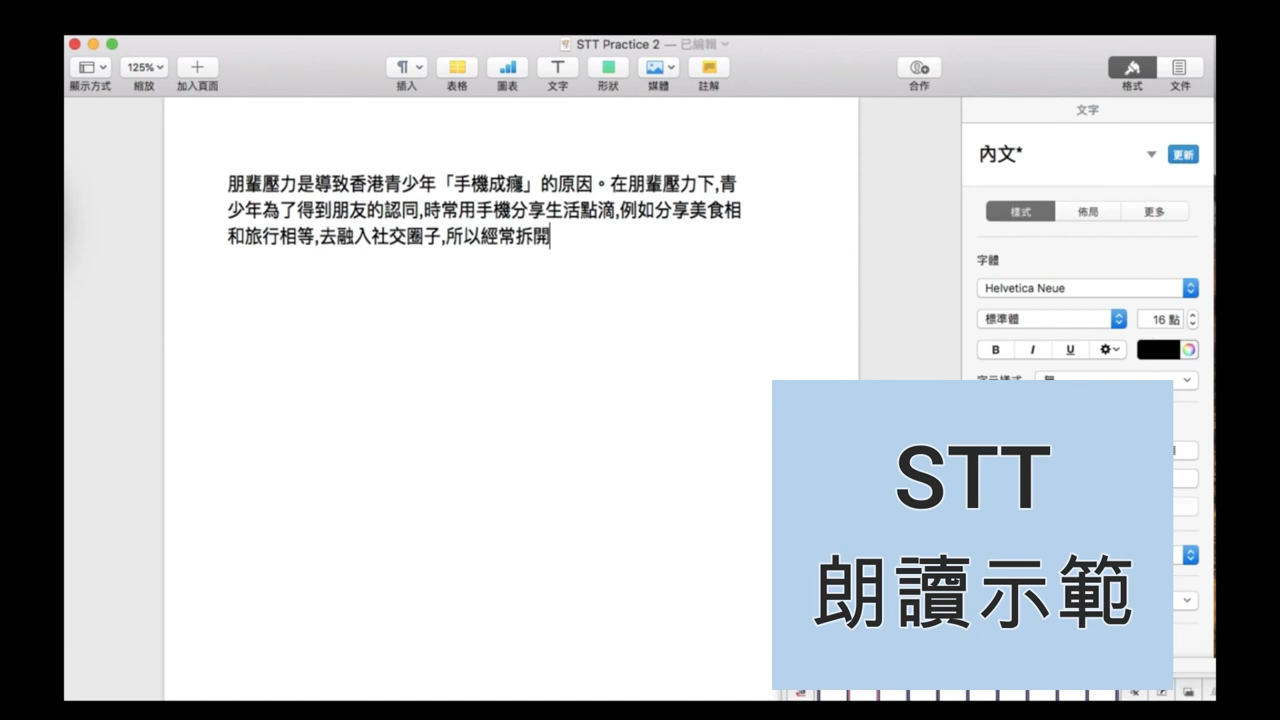 STT Practice 2 — 已編輯
125%
顯示方式 縮放 加入頁面 插入 表格 圖表 文字 形狀 媒體 註解 合作 格式 文件
文字
內文* 更新
樣式 佈局 更多
字體
Helvetica Neue
標準體 16 點
B I U
朋輩壓力是導致香港青少年「手機成癮」的原因。在朋輩壓力下,青
少年為了得到朋友的認同,時常用手機分享生活點滴,例如分享美食相
和旅行相等,去融入社交圈子,所以經常拆開
STT
朗讀示範